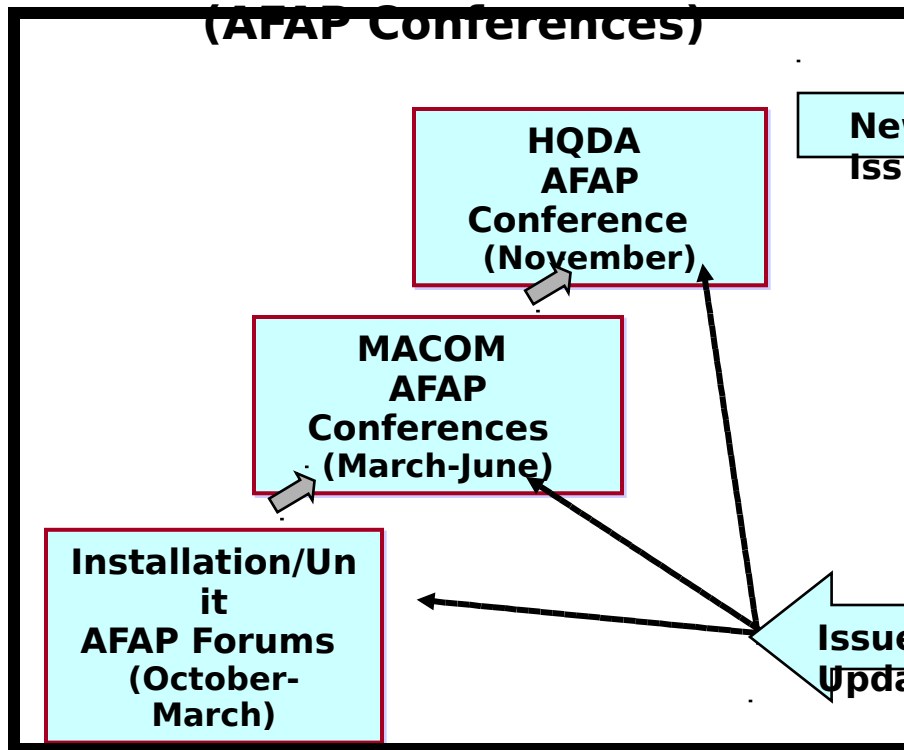 (AFAP Conferences)
HQDA
AFAP
Conference
(November)
MACOM
AFAP
Conferences
(March-June)
Installation/Un
it
AFAP Forums
(October-
March)